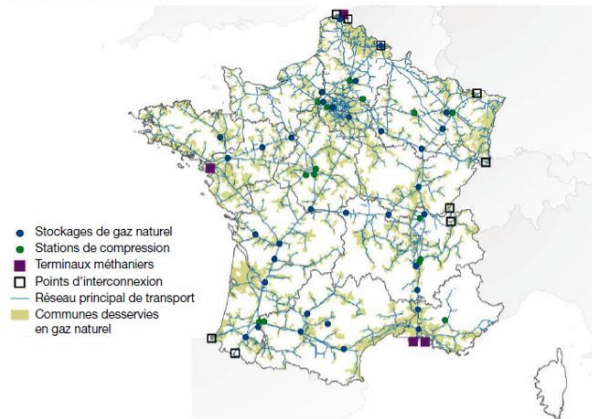 Stockages de gaz naturel
Stations de compression
Terminaux méthaniers
Points d'interconnexion
Réseau principal de transport
Communes desservies
en gaz naturel